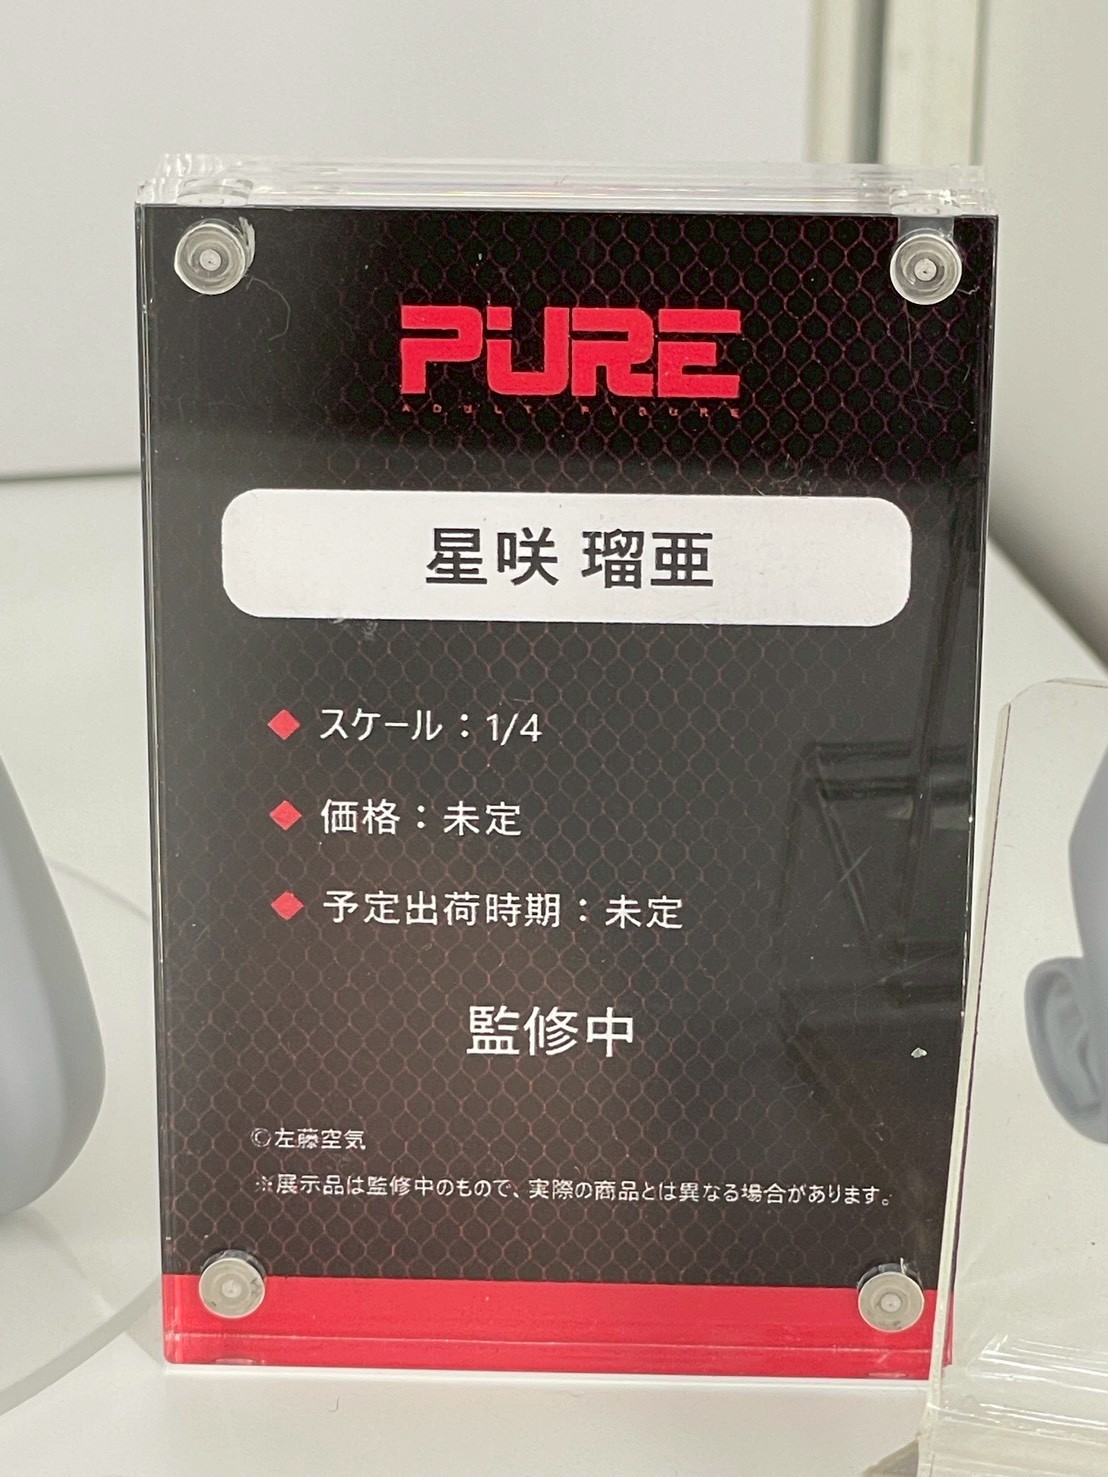 PURE
ADULT FIGURE
星咲 瑠亜
◆ スケール：1/4
◆ 価格：未定
◆ 予定出荷時期：未定
監修中
©左藤空気
※展示品は監修中のもので、実際の商品とは異なる場合があります。